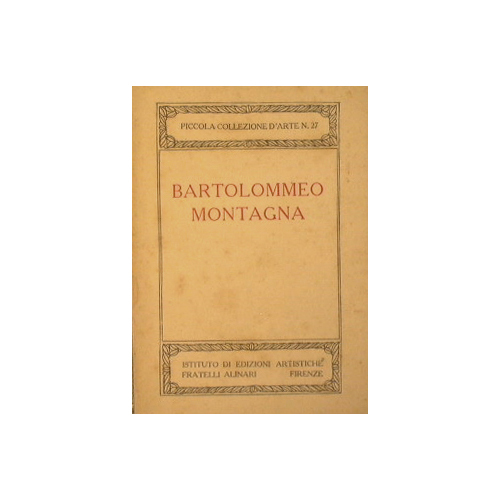 PICCOLA COLLEZIONE D'ARTE N. 27
BARTOLOMMEO
MONTAGNA
ISTITUTO DI EDIZIONI ARTISTICHE
FRATELLI ALINARI FIRENZE